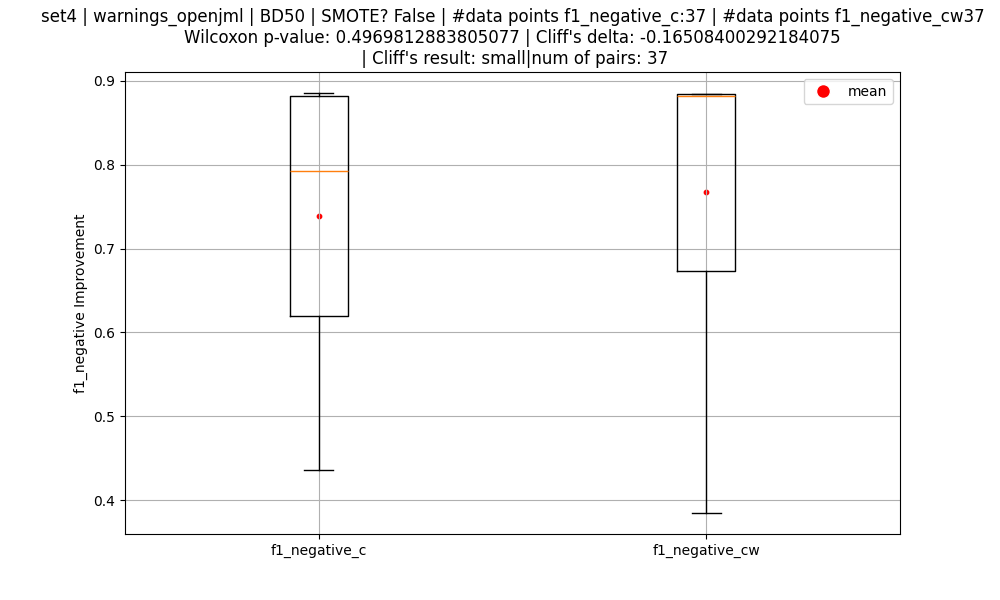 set4 | warnings_openjml | BD50 | SMOTE? False | #data points f1_negative_c:37 | #data points f1_negative_cw37
Wilcoxon p-value: 0.4969812883805077 | Cliff's delta: -0.16508400292184075
| Cliff's result: small|num of pairs: 37
mean
f1_negative Improvement
0.9
0.8
0.7
0.6
0.5
0.4
f1_negative_c
f1_negative_cw